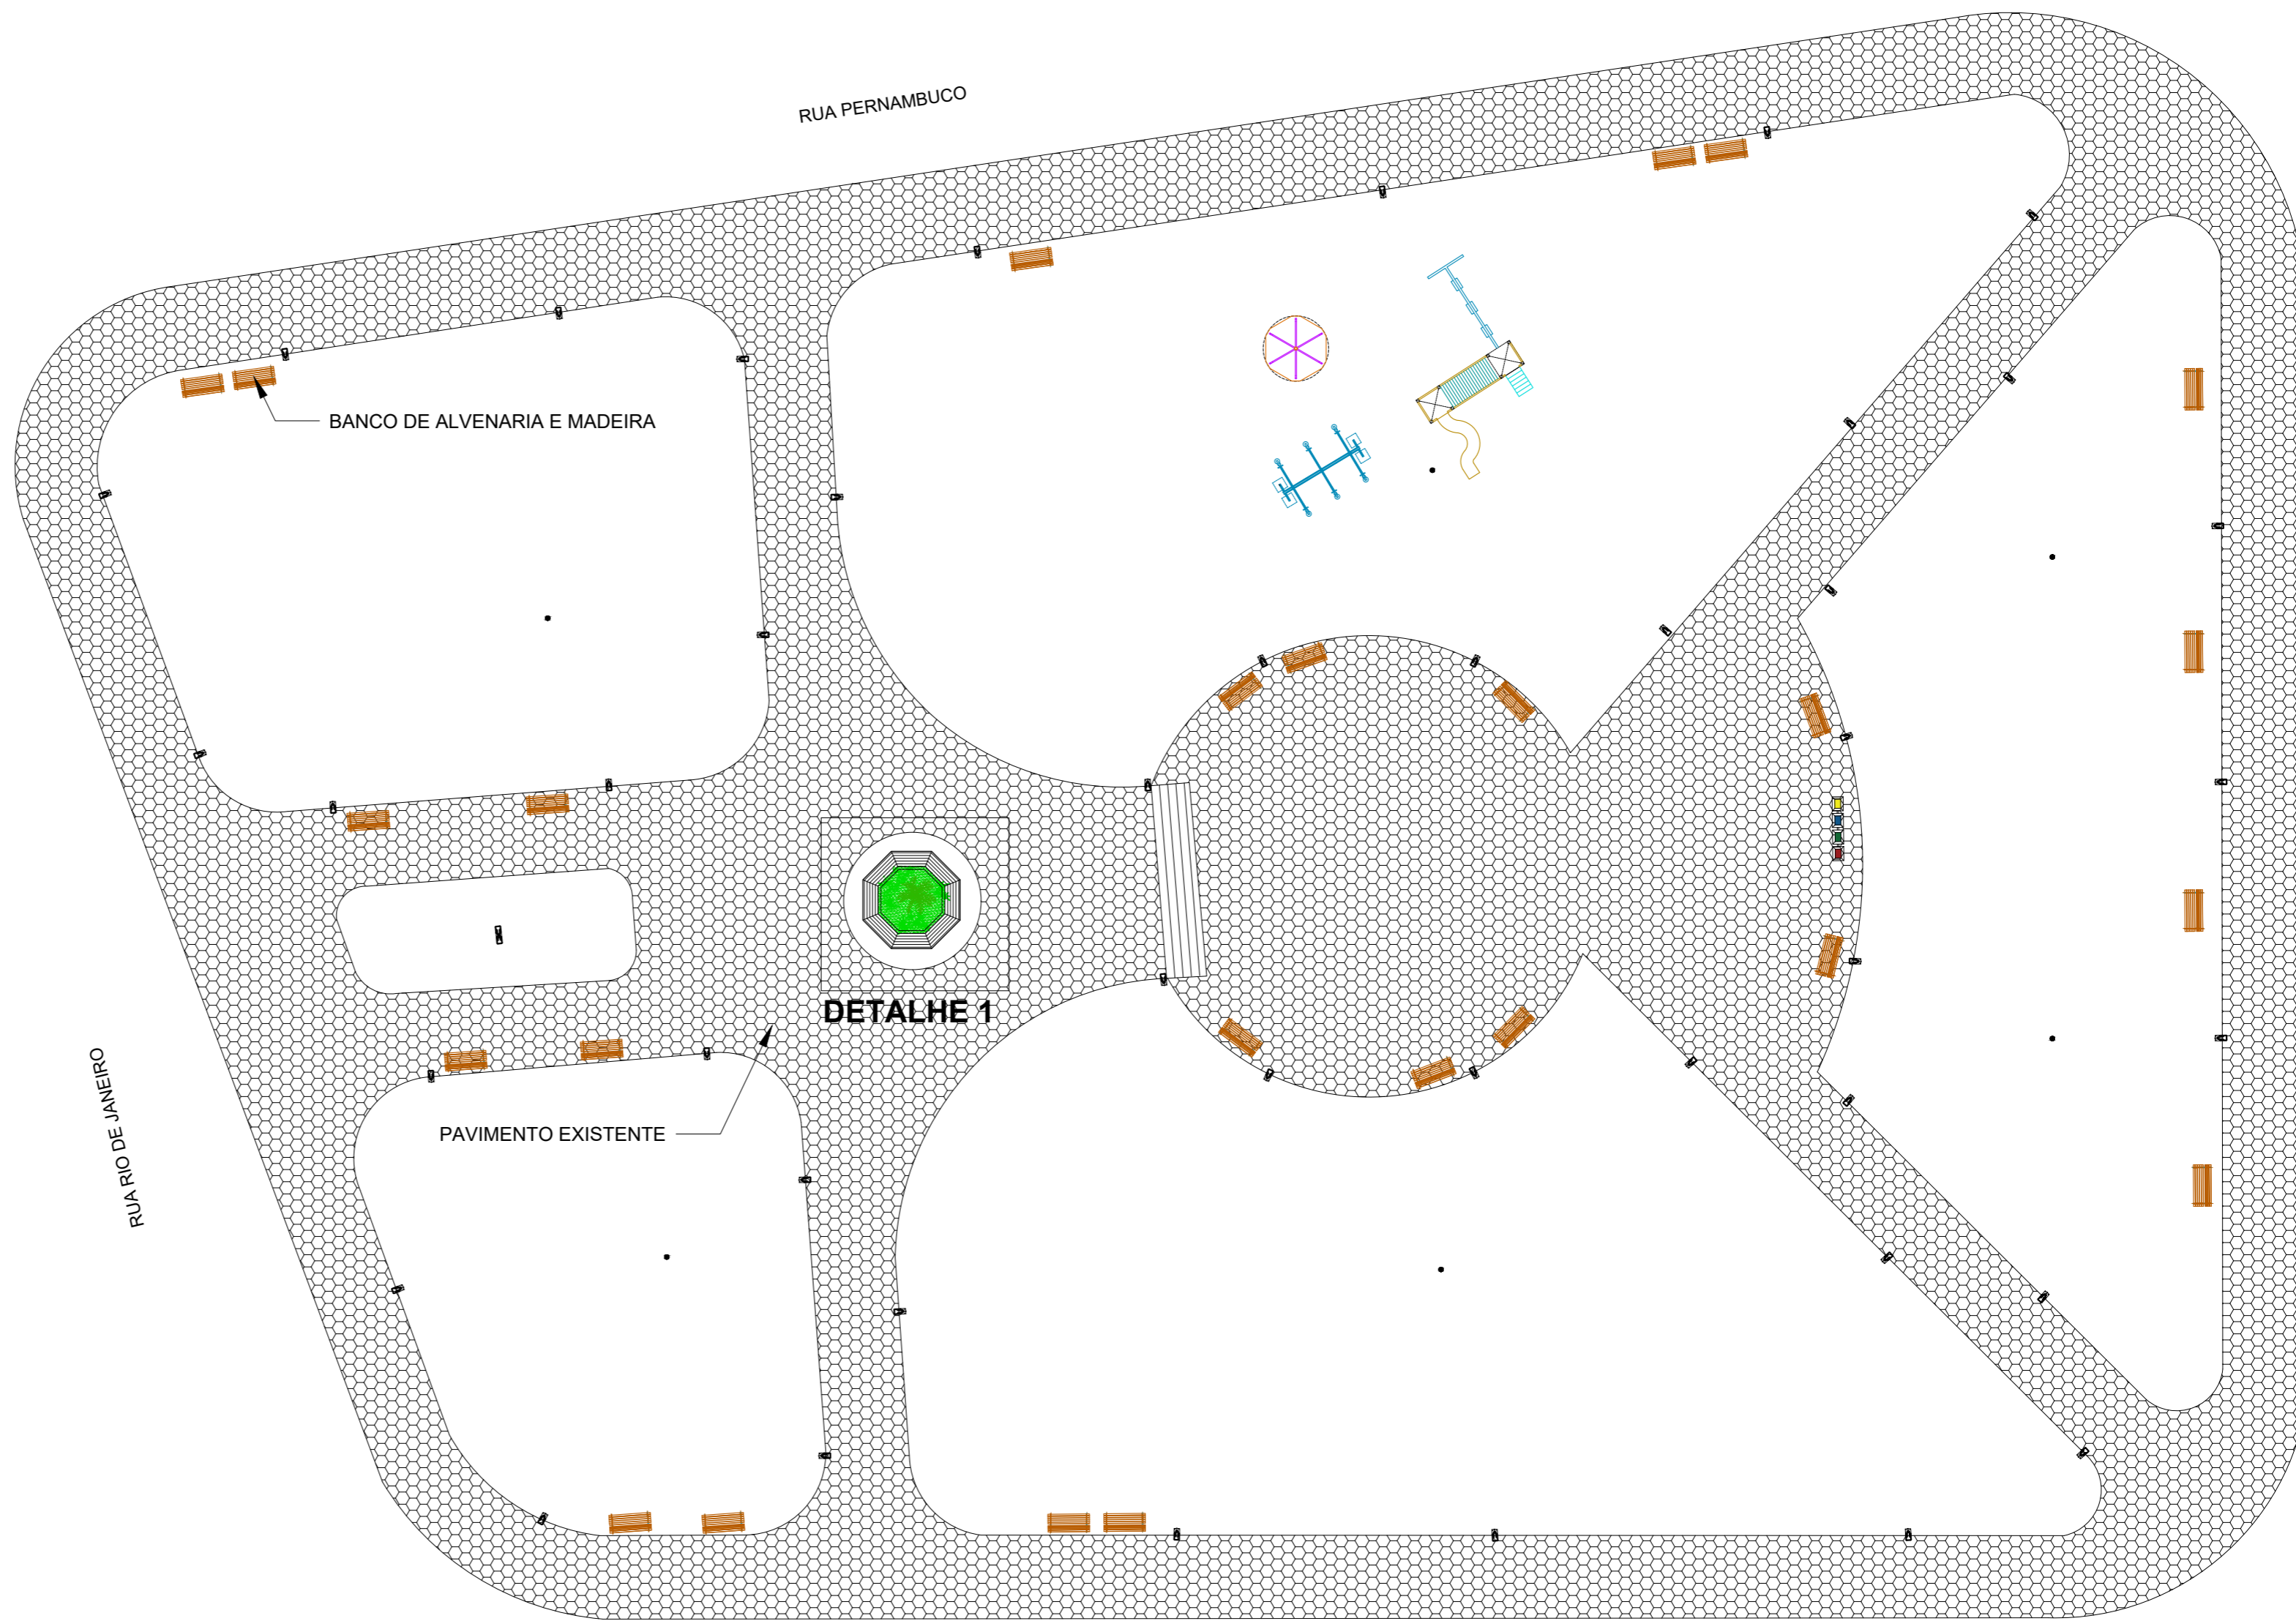 RUA PERNAMBUCO
BANCO DE ALVENARIA E MADEIRA
DETALHE 1
PAVIMENTO EXISTENTE
RUA RIO DE JANEIRO